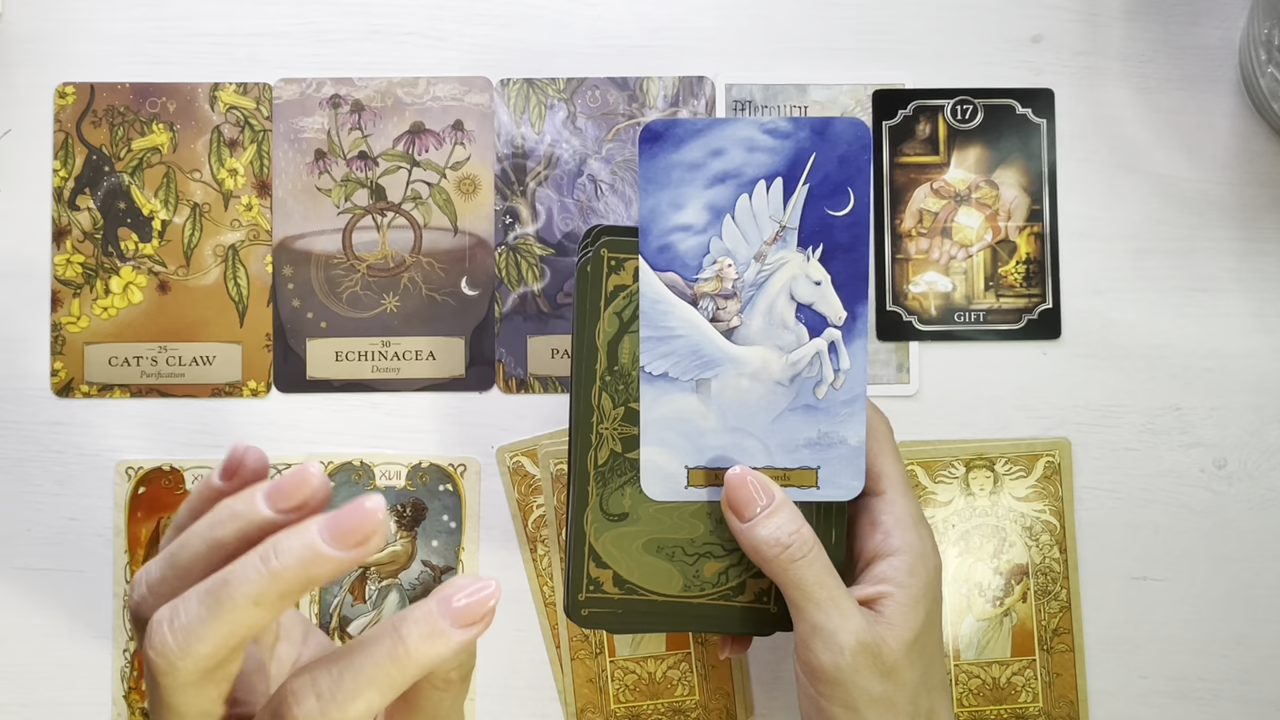 25
CAT'S CLAW
Purification
30
ECHINACEA
Destiny
PA
Mercury
17
GIFT
XVII